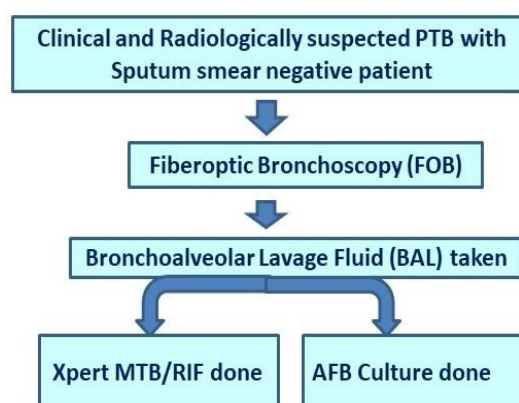 Clinical and Radiologically suspected PTB with
Sputum smear negative patient
Fiberoptic Bronchoscopy (FOB)
Bronchoalveolar Lavage Fluid (BAL) taken
Xpert MTB/RIF done
AFB Culture done